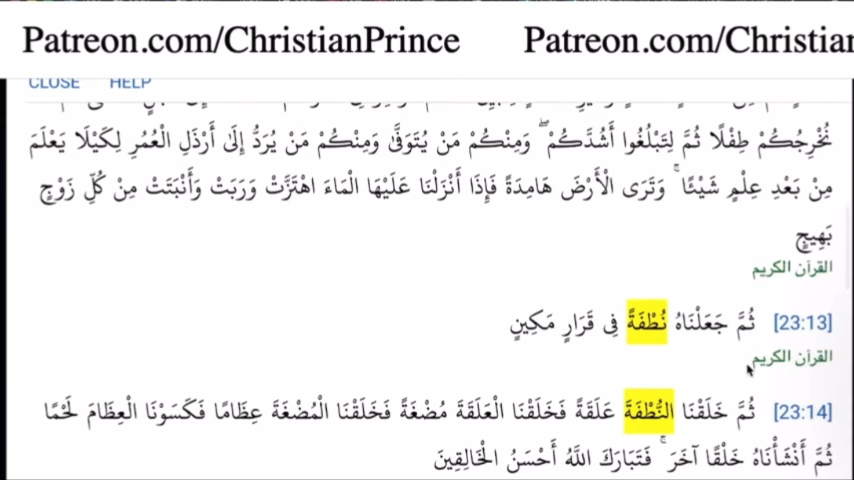 Patreon.com/ChristianPrince Patreon.com/Christian
CLOSE HELP
نُخْرِجُكُمْ طِفْلًا ثُمَّ لِتَبْلُغُوا أَشُدَّكُمْ ۖ وَمِنْكُمْ مَنْ يُتَوَفَّىٰ وَمِنْكُمْ مَنْ يُرَدُّ إِلَىٰ أَرْذَلِ الْعُمُرِ لِكَيْلَا يَعْلَمَ
مِنْ بَعْدِ عِلْمٍ شَيْئًا ۚ وَتَرَى الْأَرْضَ هَامِدَةً فَإِذَا أَنْزَلْنَا عَلَيْهَا الْمَاءَ اهْتَزَّتْ وَرَبَتْ وَأَنْبَتَتْ مِنْ كُلِّ زَوْجٍ
بَهِيجٍ
القرآن الكريم
[23:13] ثُمَّ جَعَلْنَاهُ نُطْفَةً فِي قَرَارٍ مَكِينٍ
القرآن الكريم
[23:14] ثُمَّ خَلَقْنَا النُّطْفَةَ عَلَقَةً فَخَلَقْنَا الْعَلَقَةَ مُضْغَةً فَخَلَقْنَا الْمُضْغَةَ عِظَامًا فَكَسَوْنَا الْعِظَامَ لَحْمًا
ثُمَّ أَنْشَأْنَاهُ خَلْقًا آخَرَ ۚ فَتَبَارَكَ اللَّهُ أَحْسَنُ الْخَالِقِينَ